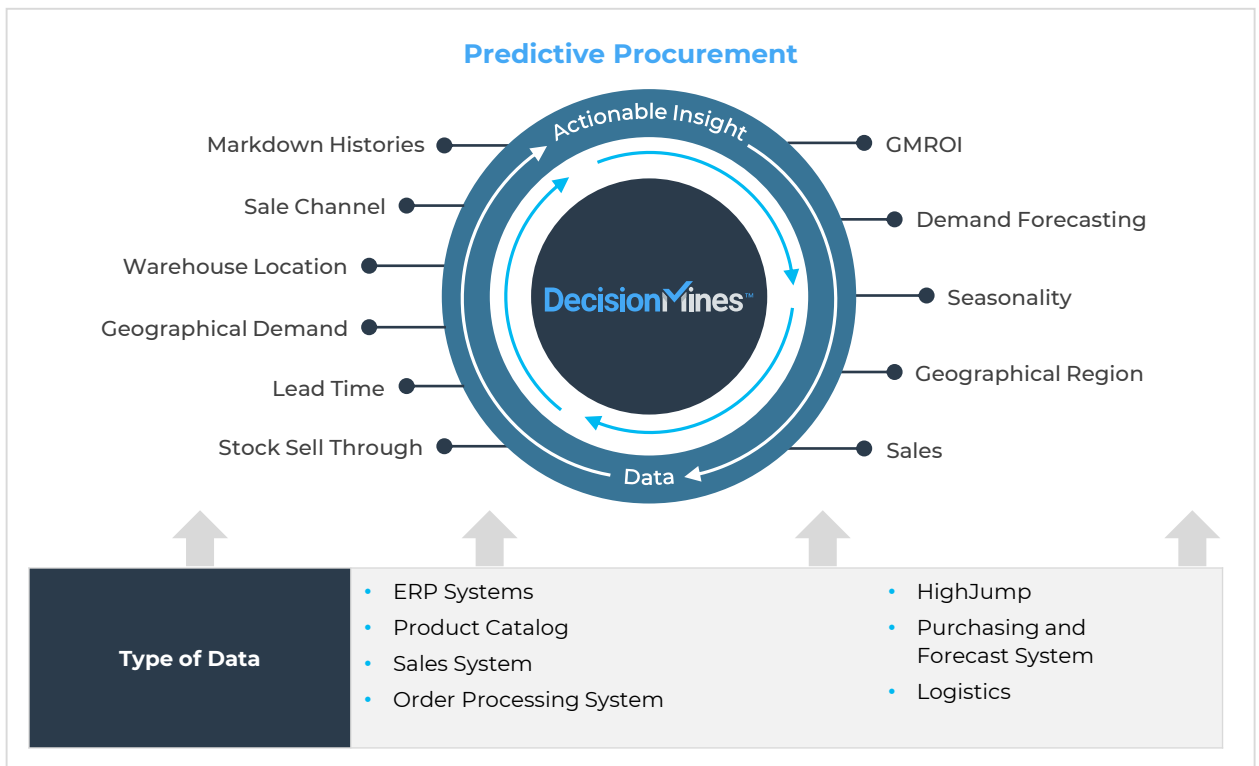 Predictive Procurement
Actionable Insight
Markdown Histories
Sale Channel
Warehouse Location
Geographical Demand
Lead Time
Stock Sell Through
DecisionMines™
GMROI
Demand Forecasting
Seasonality
Geographical Region
Sales
Data
Type of Data
• ERP Systems
• Product Catalog
• Sales System
• Order Processing System
• HighJump
• Purchasing and
Forecast System
• Logistics